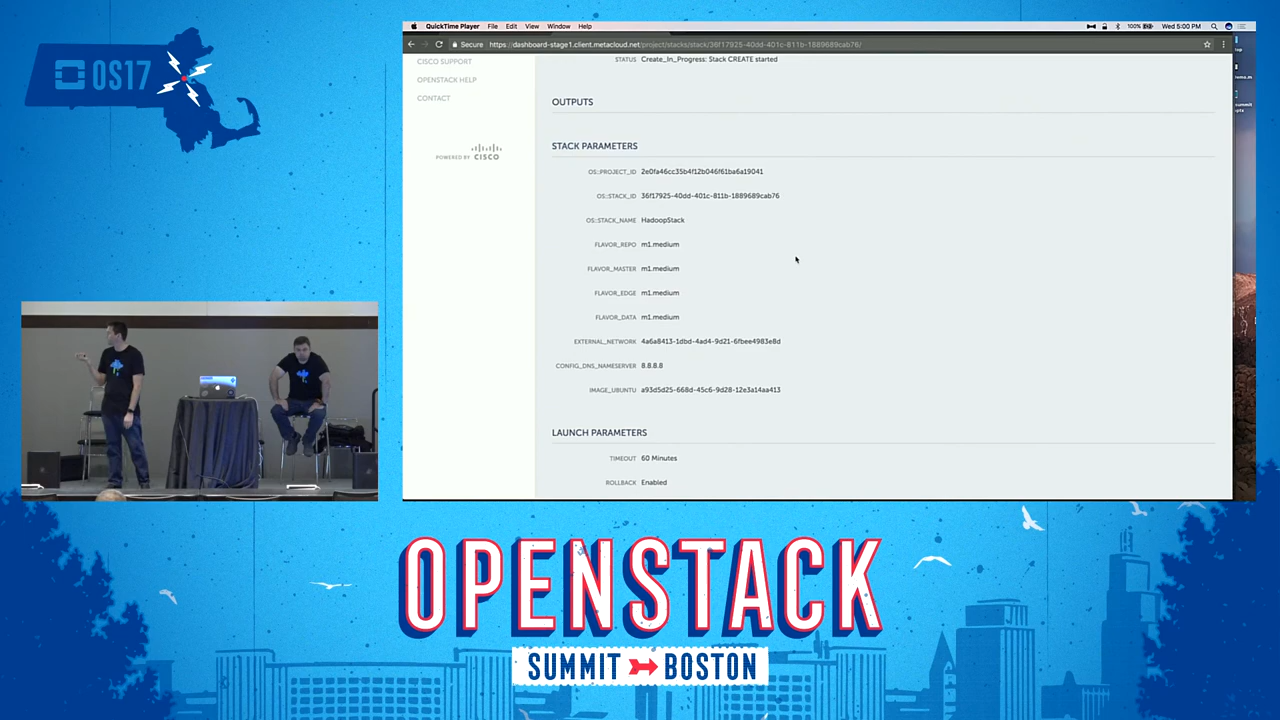 OS17
QuickTime Player File Edit View Window Help
100% Wed 5:00 PM
Secure https://dashboard-stage1.client.metacloud.net/project/stacks/stack/36f17925-40dd-401c-811b-1889689cab76/
CISCO SUPPORT
OPENSTACK HELP
CONTACT
POWERED BY CISCO
STATUS Create_In_Progress: Stack CREATE started
OUTPUTS
STACK PARAMETERS
OS::PROJECT_ID 2e0fa46cc35b4f12b046f61ba6a19041
OS::STACK_ID 36f17925-40dd-401c-811b-1889689cab76
OS::STACK_NAME HadoopStack
FLAVOR_REPO m1.medium
FLAVOR_MASTER m1.medium
FLAVOR_EDGE m1.medium
FLAVOR_DATA m1.medium
EXTERNAL_NETWORK 4a6a8413-1dbd-4ad4-9d21-6fbee4983e8d
CONFIG_DNS_NAMESERVER 8.8.8.8
IMAGE_UBUNTU a93d5d25-668d-45c6-9d28-12e3a14aa413
LAUNCH PARAMETERS
TIMEOUT 60 Minutes
ROLLBACK Enabled
OPENSTACK
SUMMIT BOSTON